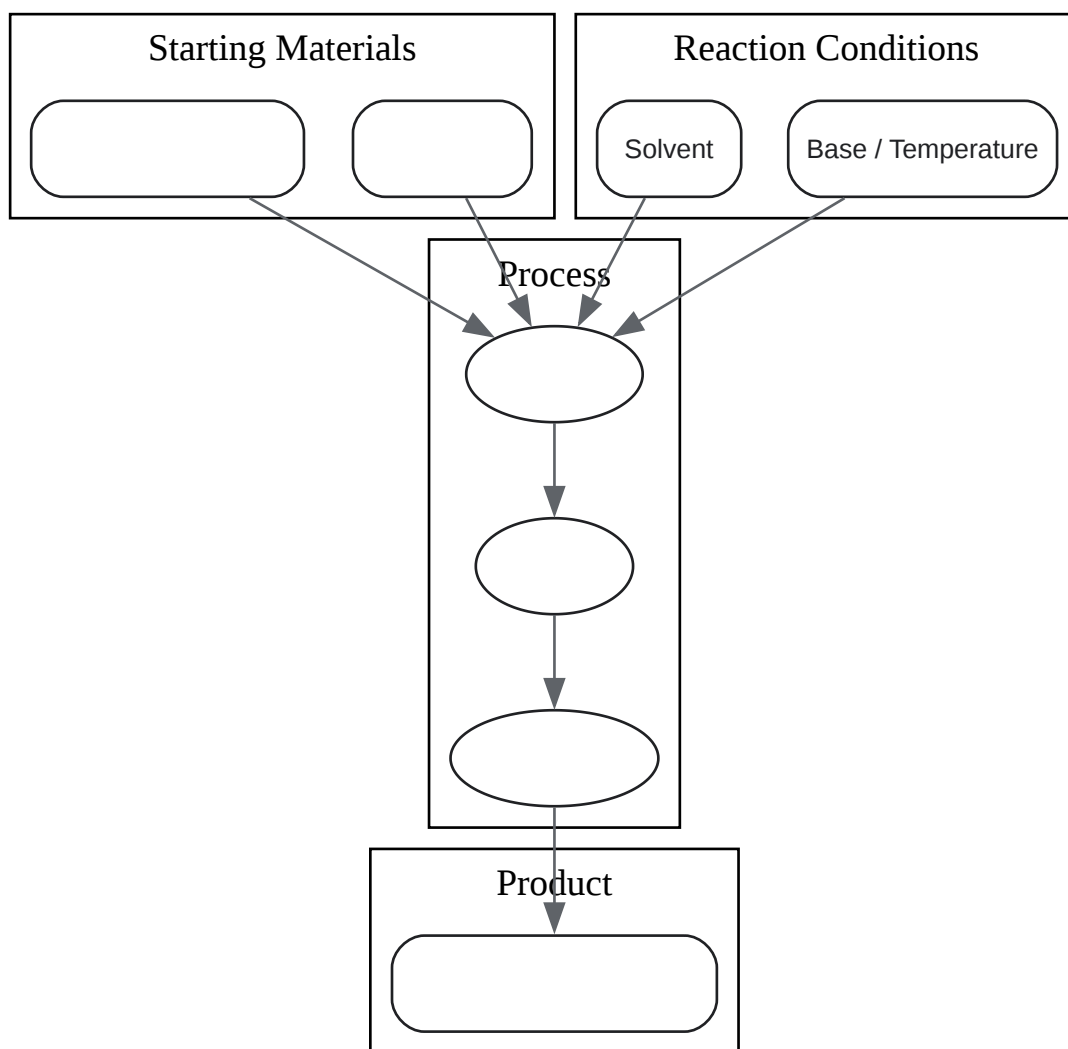 Starting Materials
Reaction Conditions
Solvent
Base / Temperature
Process
Product